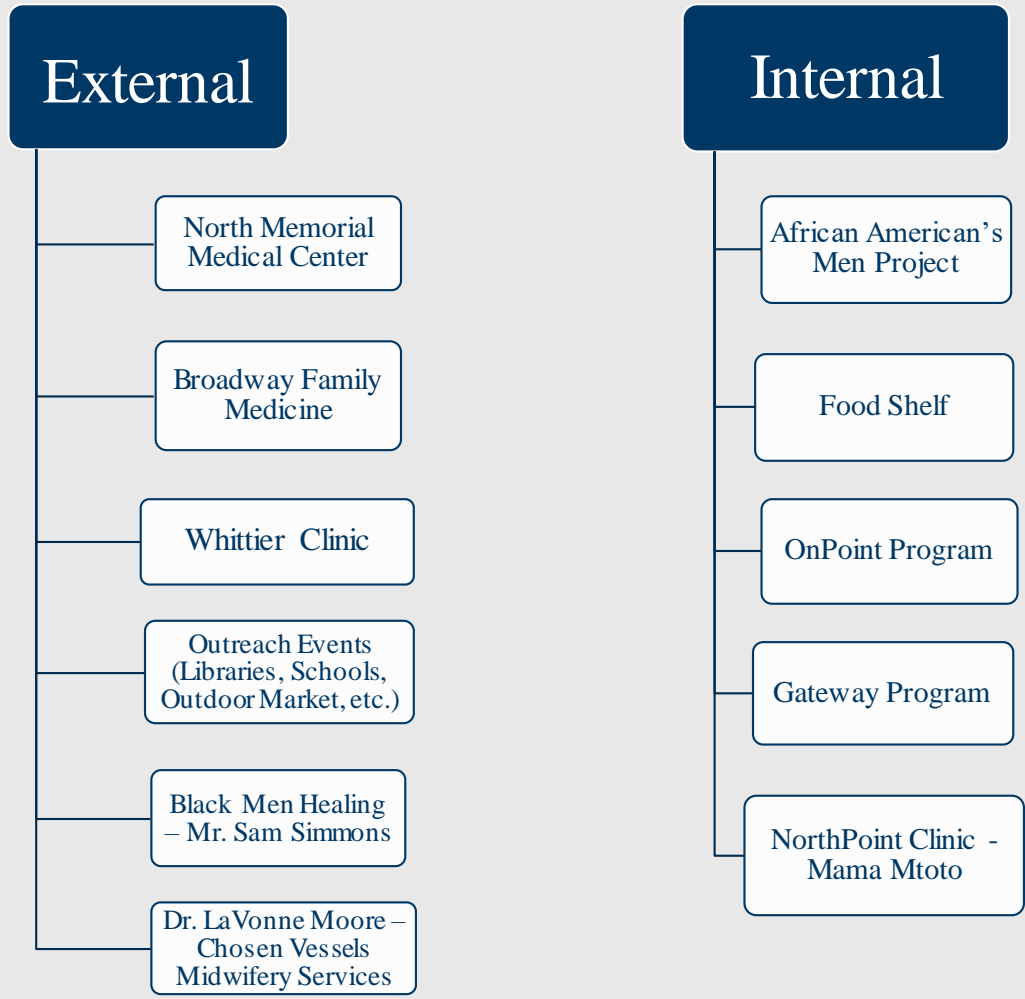 External
North Memorial
Medical Center
Broadway Family
Medicine
Whittier Clinic
Outreach Events
(Libraries, Schools,
Outdoor Market, etc.)
Black Men Healing
– Mr. Sam Simmons
Dr. LaVonne Moore –
Chosen Vessels
Midwifery Services
Internal
African American’s
Men Project
Food Shelf
OnPoint Program
Gateway Program
NorthPoint Clinic -
Mama Mtoto